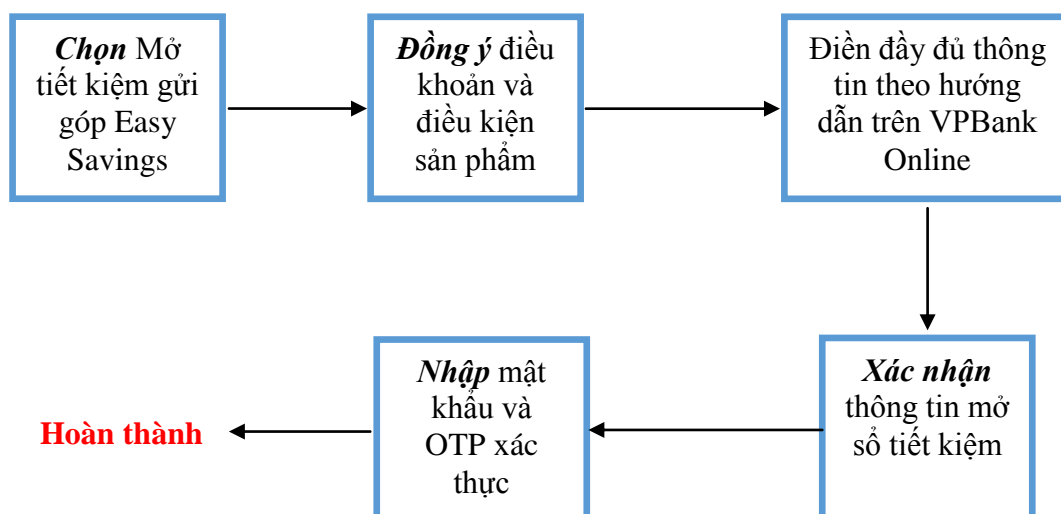 Chọn Mở
tiết kiệm gửi
góp Easy
Savings
Đồng ý điều
khoản và
điều kiện
sản phẩm
Điền đầy đủ thông
tin theo hướng
dẫn trên VPBank
Online
Xác nhận
thông tin mở
sổ tiết kiệm
Nhập mật
khẩu và
OTP xác
thực
Hoàn thành